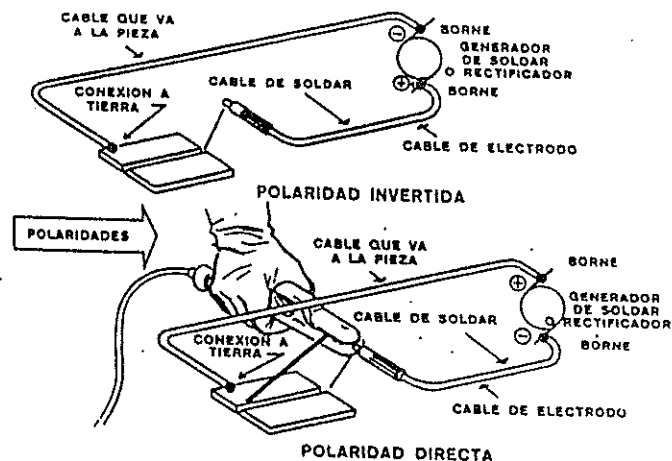 CABLE QUE VA
A LA PIEZA
BORNE
GENERADOR
DE SOLDAR
O RECTIFICADOR
BORNE
CABLE DE SOLDAR
CONEXION A
TIERRA
CABLE DE ELECTRODO
POLARIDAD INVERTIDA
POLARIDADES
CABLE QUE VA
A LA PIEZA
BORNE
GENERADOR
DE SOLDAR
O RECTIFICADOR
BORNE
CABLE DE SOLDAR
CONEXION A
TIERRA
CABLE DE ELECTRODO
POLARIDAD DIRECTA